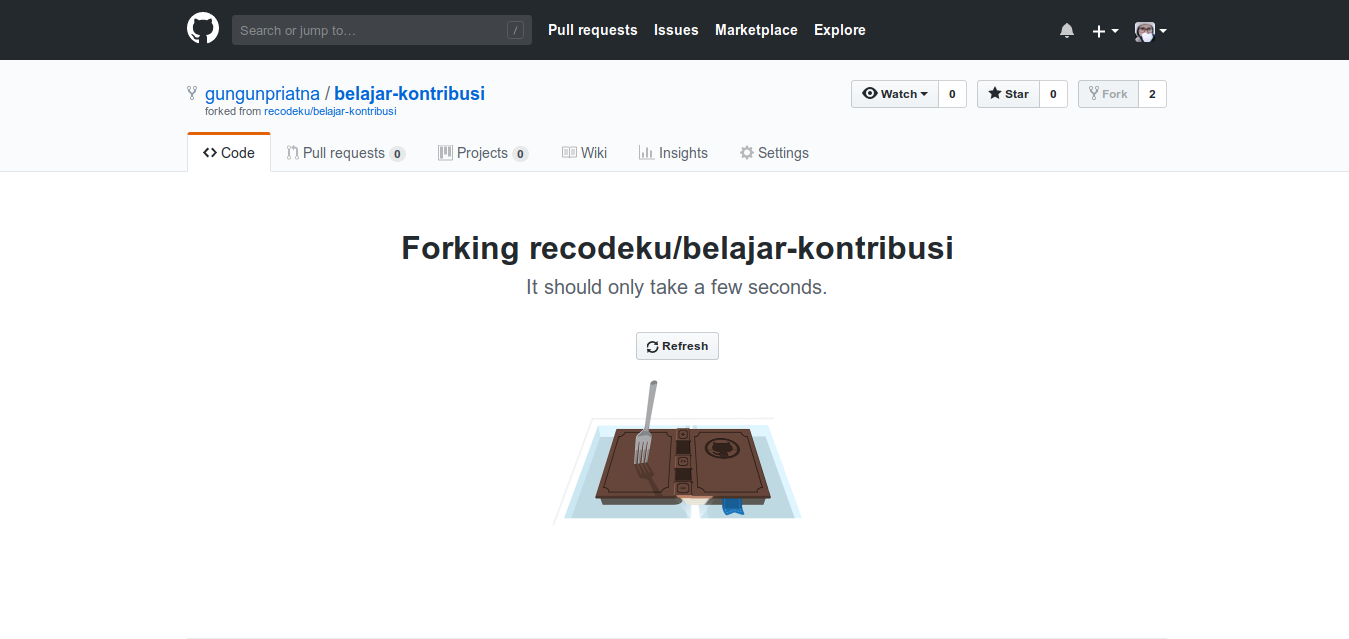 Search or jump to... / Pull requests Issues Marketplace Explore
gungunpriatna / belajar-kontribusi Watch 0 Star 0 Fork 2
forked from recodeku/belajar-kontribusi
Code Pull requests 0 Projects 0 Wiki Insights Settings
Forking recodeku/belajar-kontribusi
It should only take a few seconds.
Refresh